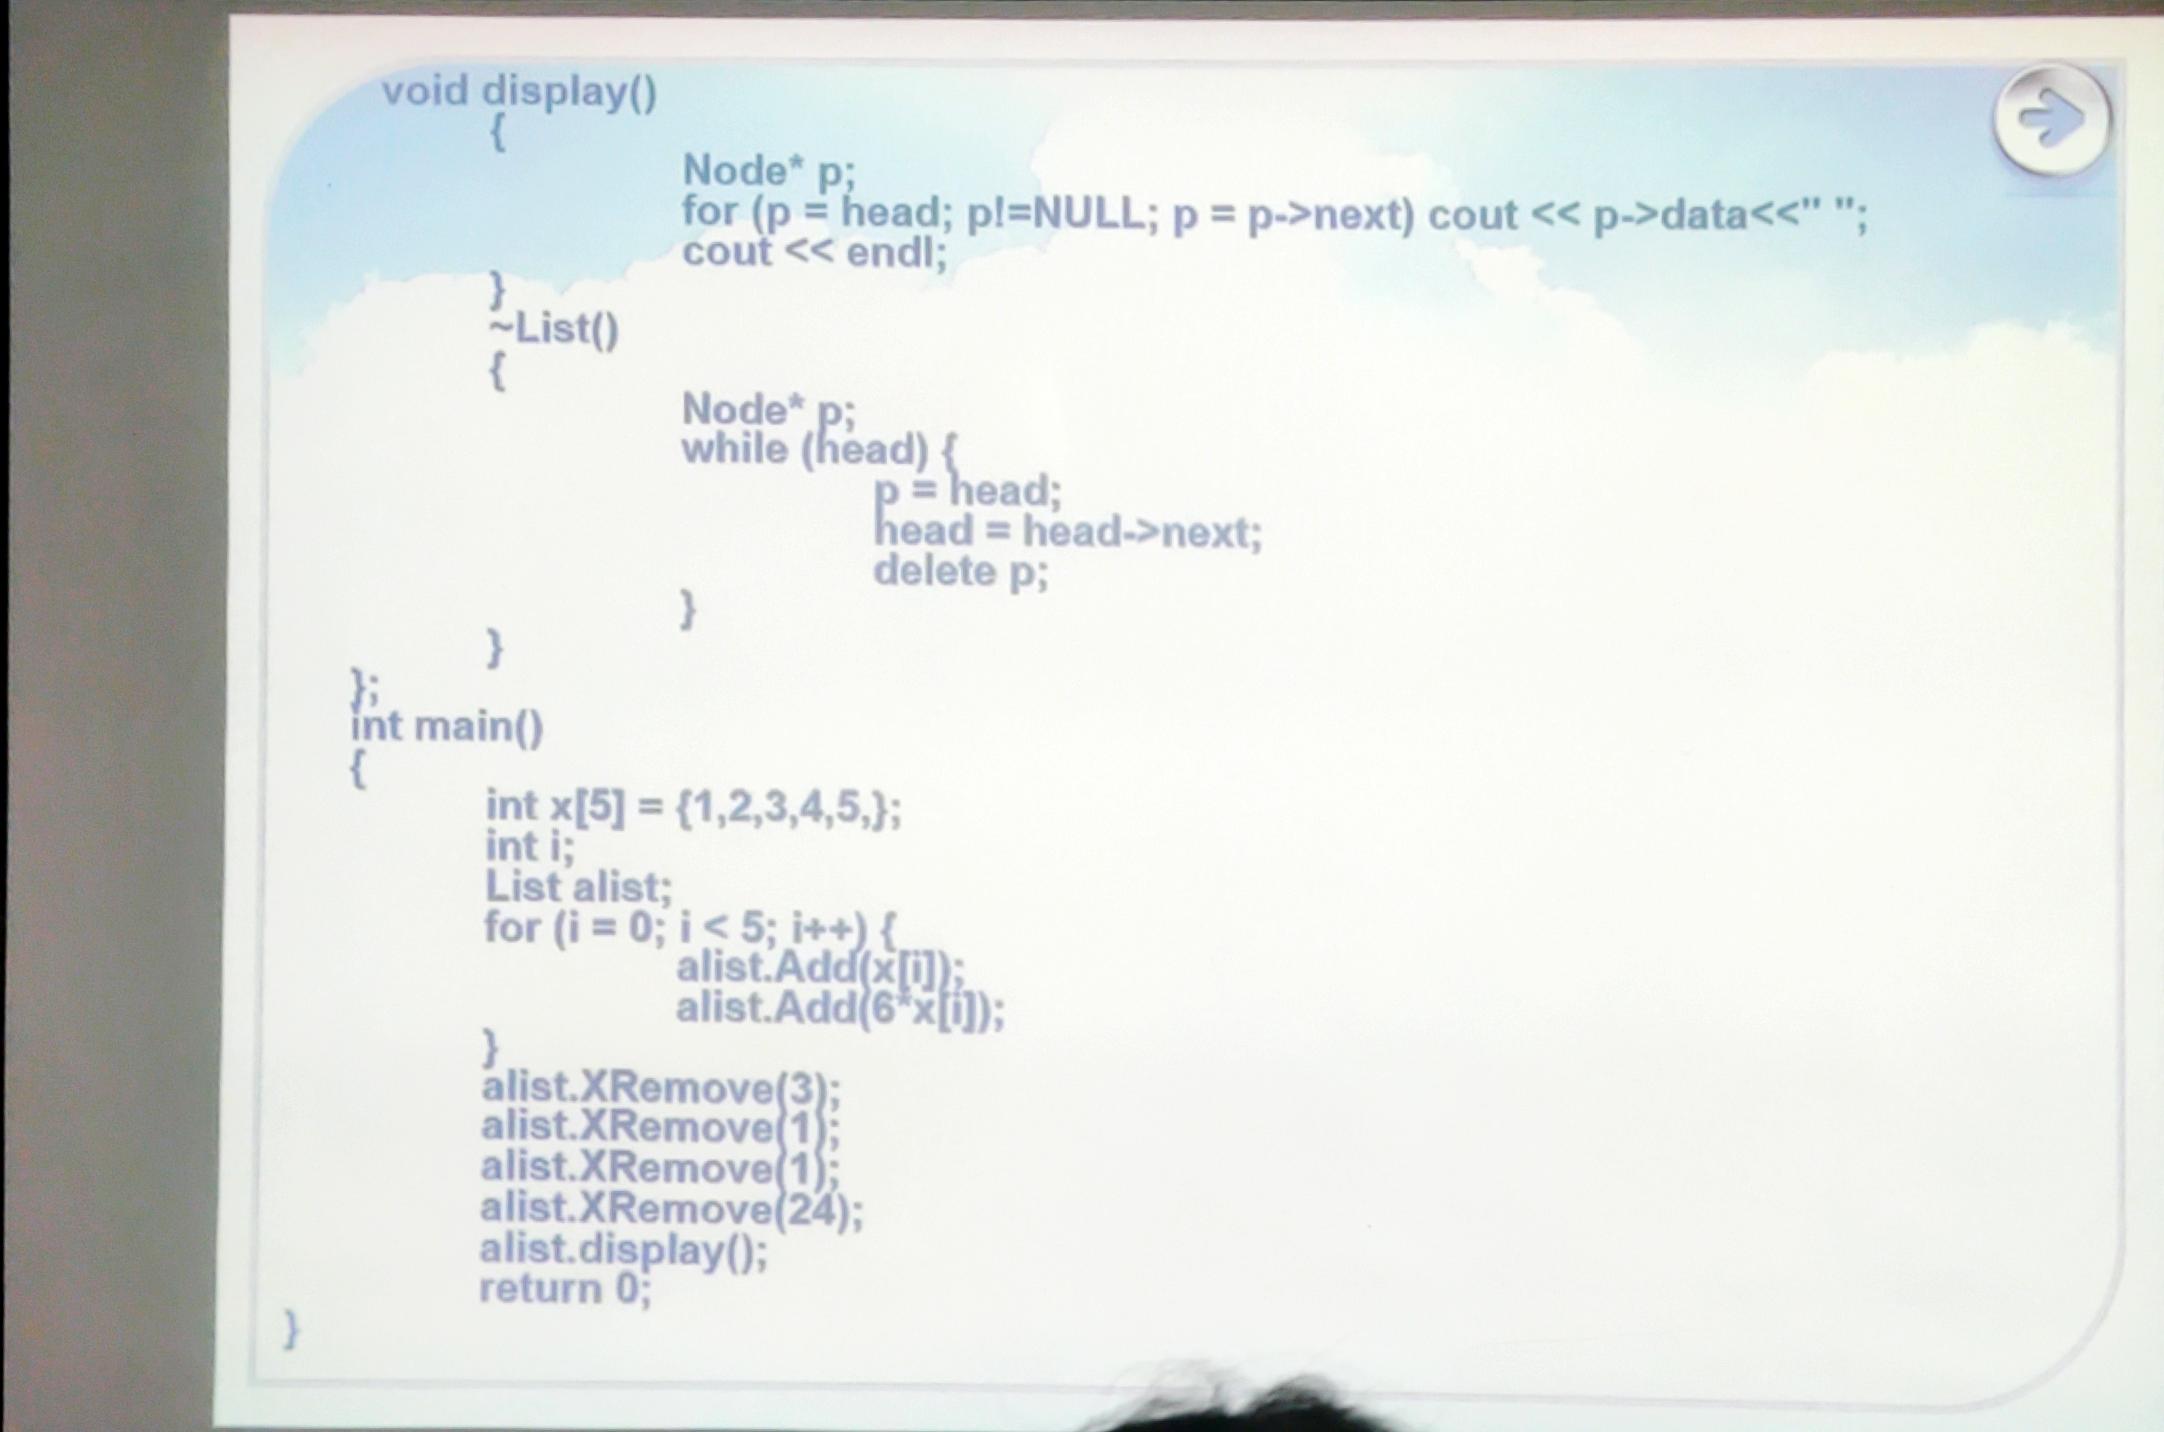 void display()
{
Node* p;
for (p = head; p!=NULL; p = p->next) cout << p->data<<" ";
cout << endl;
}
~List()
{
Node* p;
while (head) {
p = head;
head = head->next;
delete p;
}
}
};
int main()
{
int x[5] = {1,2,3,4,5,};
int i;
List alist;
for (i = 0; i < 5; i++) {
alist.Add(x[i]);
alist.Add(6*x[i]);
}
alist.XRemove(3);
alist.XRemove(1);
alist.XRemove(1);
alist.XRemove(24);
alist.display();
return 0;
}